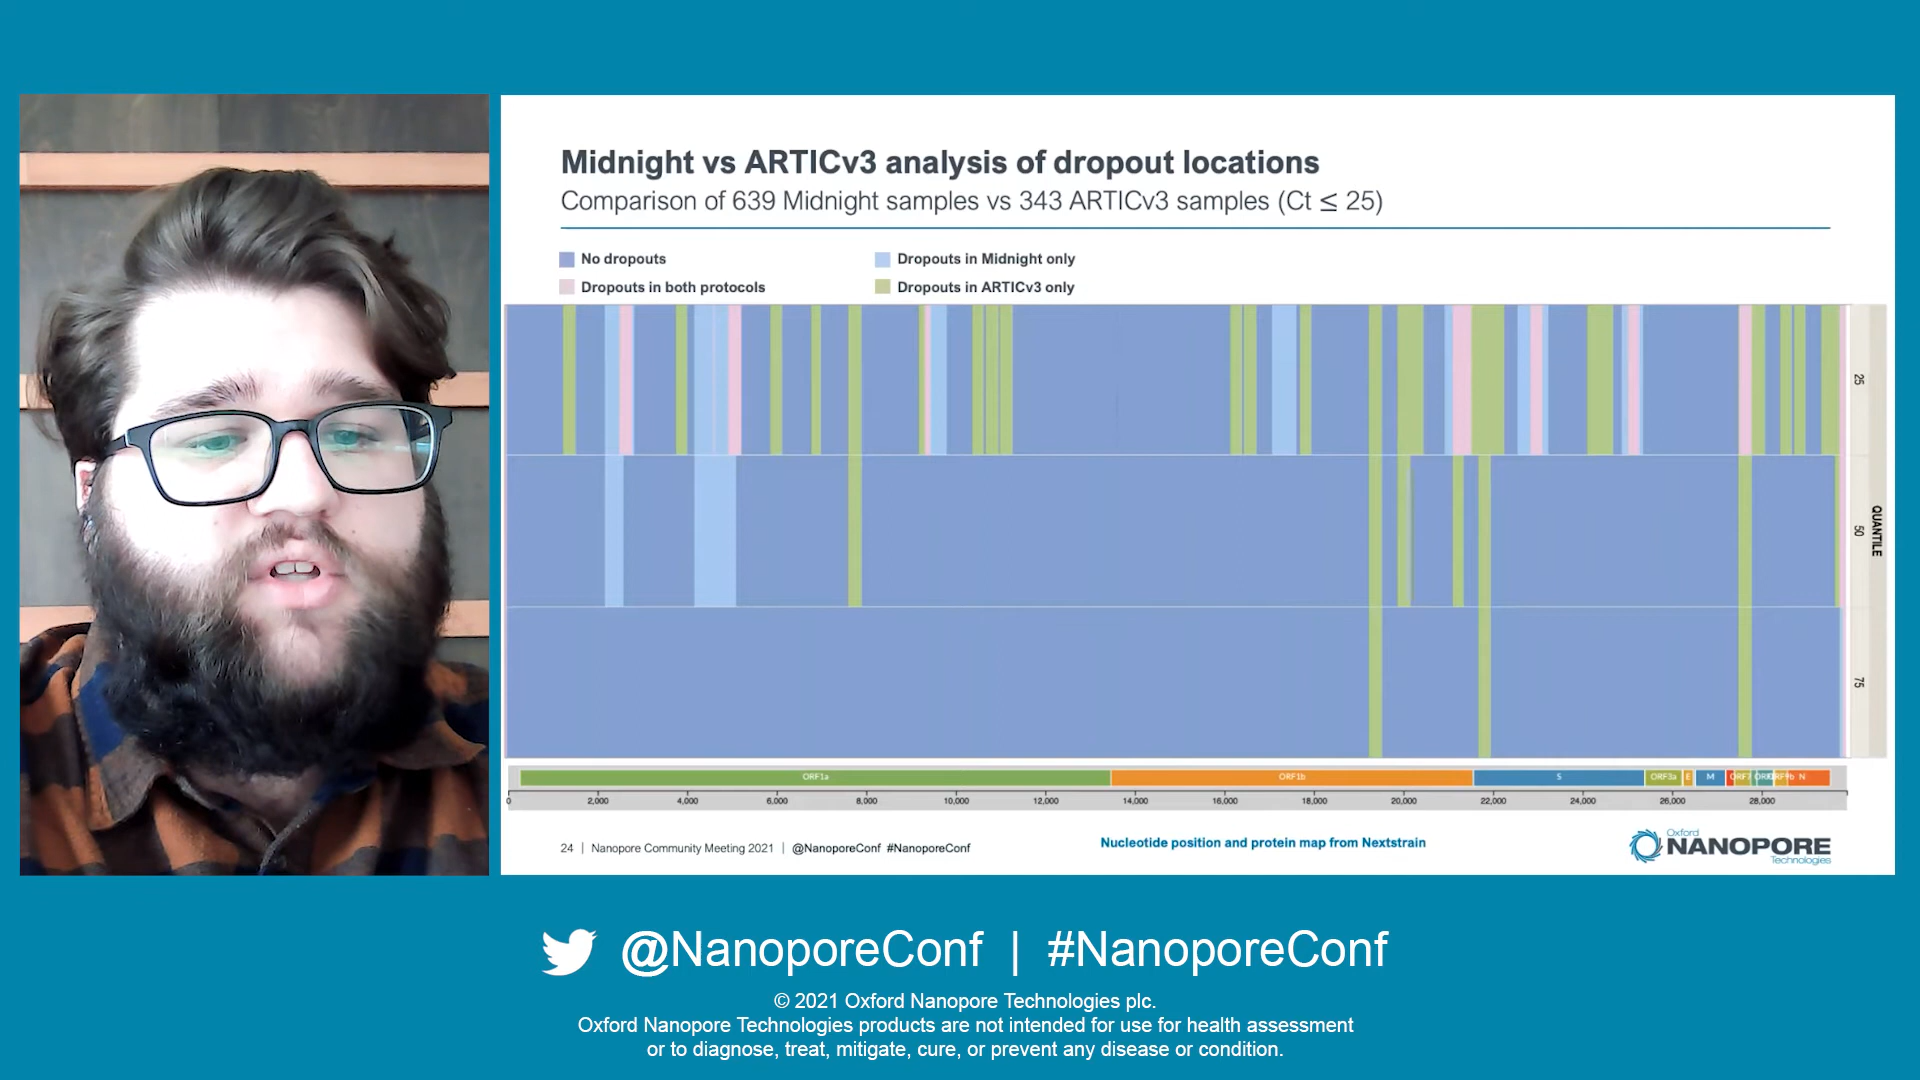 Midnight vs ARTICv3 analysis of dropout locations
Comparison of 639 Midnight samples vs 343 ARTICv3 samples (Ct ≤ 25)
No dropouts
Dropouts in Midnight only
Dropouts in both protocols
Dropouts in ARTICv3 only
25
50
75
QUANTILE
ORF1a
ORF1b
S
ORF3a
E
M
ORF7
ORF9b
N
0
2,000
4,000
6,000
8,000
10,000
12,000
14,000
16,000
18,000
20,000
22,000
24,000
26,000
28,000
24 | Nanopore Community Meeting 2021 | @NanoporeConf #NanoporeConf
Nucleotide position and protein map from Nextstrain
Oxford
NANOPORE
Technologies
@NanoporeConf | #NanoporeConf
© 2021 Oxford Nanopore Technologies plc.
Oxford Nanopore Technologies products are not intended for use for health assessment
or to diagnose, treat, mitigate, cure, or prevent any disease or condition.